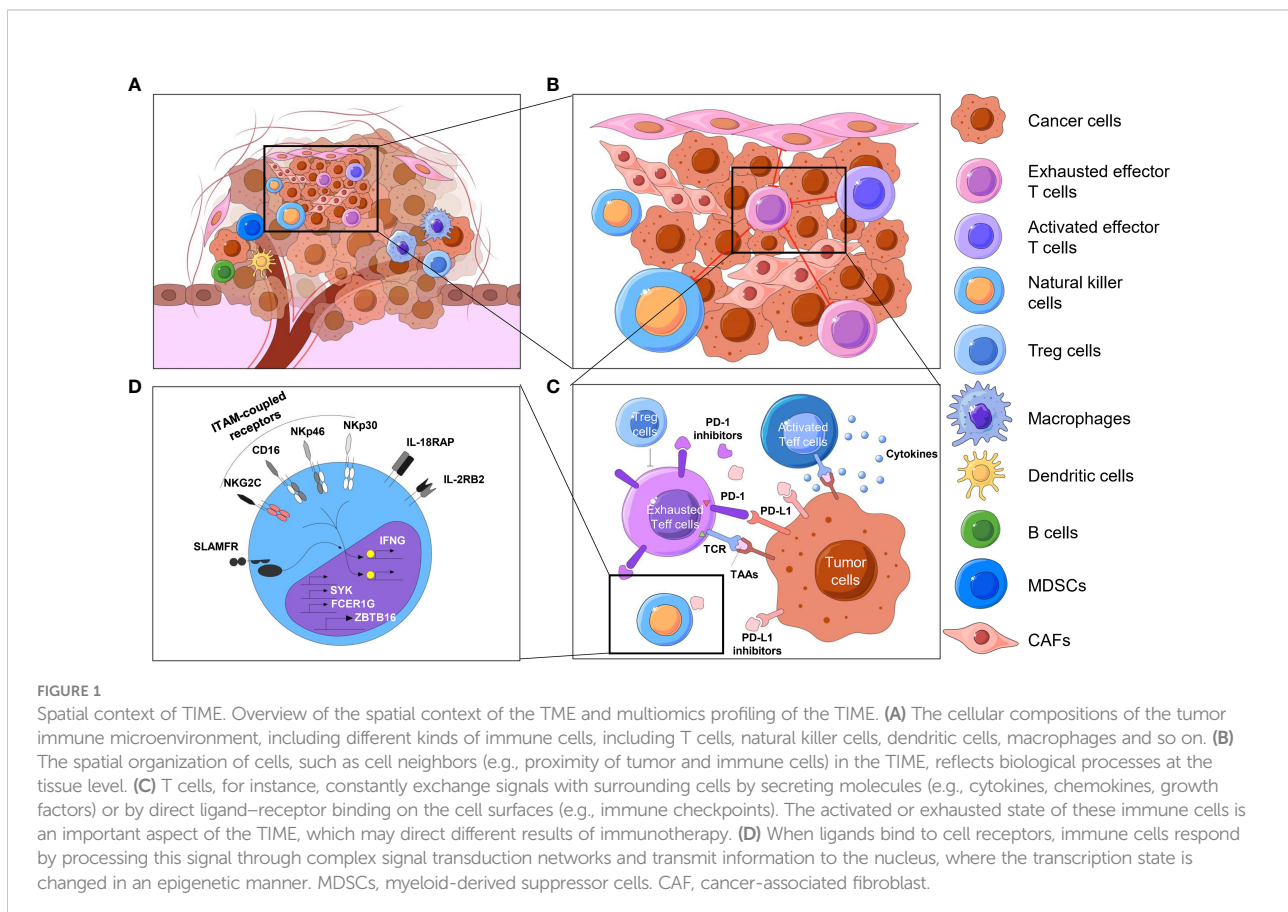 A
B
Cancer cells
Exhausted effector
T cells
Activated effector
T cells
Natural killer
cells
Treg cells
Macrophages
Dendritic cells
B cells
MDSCs
CAFs
D
ITAM-coupled
receptors
NKp46
NKp30
CD16
IL-18RAP
NKG2C
IL-2RB2
SLAMFR
IFNG
SYK
FCER1G
ZBTB16
C
Treg
cells
PD-1
inhibitors
Activated
Teff cells
Cytokines
PD-1
Exhausted
Teff cells
PD-L1
TCR
TAAs
Tumor
cells
PD-L1
inhibitors
FIGURE 1
Spatial context of TIME. Overview of the spatial context of the TME and multiomics profiling of the TIME. (A) The cellular compositions of the tumor
immune microenvironment, including different kinds of immune cells, including T cells, natural killer cells, dendritic cells, macrophages and so on. (B)
The spatial organization of cells, such as cell neighbors (e.g., proximity of tumor and immune cells) in the TIME, reflects biological processes at the
tissue level. (C) T cells, for instance, constantly exchange signals with surrounding cells by secreting molecules (e.g., cytokines, chemokines, growth
factors) or by direct ligand–receptor binding on the cell surfaces (e.g., immune checkpoints). The activated or exhausted state of these immune cells is
an important aspect of the TIME, which may direct different results of immunotherapy. (D) When ligands bind to cell receptors, immune cells respond
by processing this signal through complex signal transduction networks and transmit information to the nucleus, where the transcription state is
changed in an epigenetic manner. MDSCs, myeloid-derived suppressor cells. CAF, cancer-associated fibroblast.